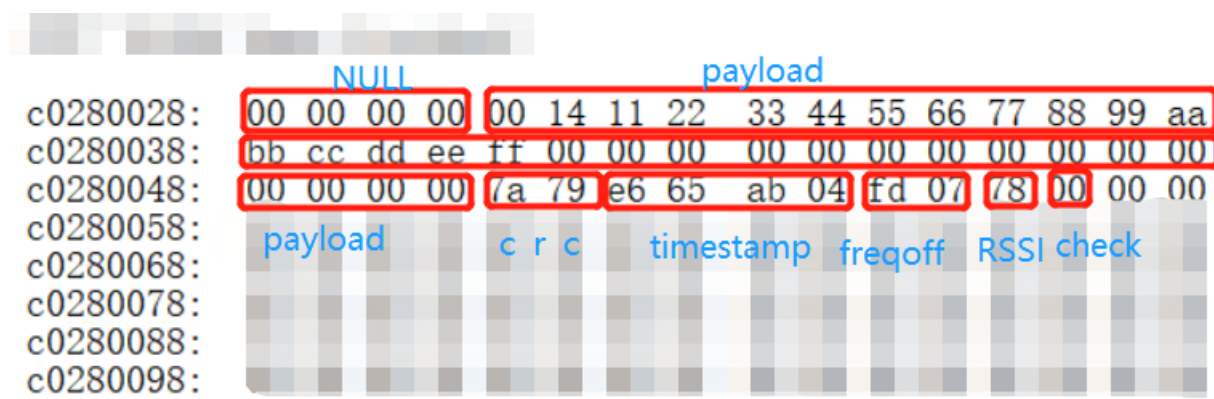 NULL payload
c0280028: 00 00 00 00 00 14 11 22 33 44 55 66 77 88 99 aa
c0280038: bb cc dd ee ff 00 00 00 00 00 00 00 00 00 00 00
c0280048: 00 00 00 00 7a 79 e6 65 ab 04 fd 07 78 00 00 00
c0280058:
payload c r c timestamp freqoff RSSI check
c0280068:
c0280078:
c0280088:
c0280098: